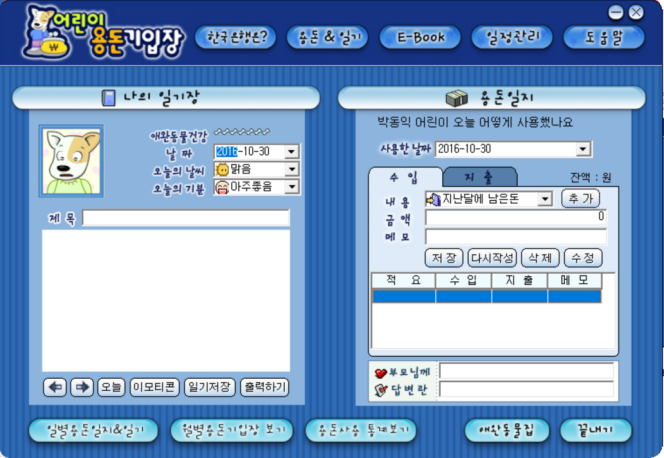 어린이
용돈기입장
한국은행은?
용돈 & 일기
E-Book
일정관리
도움말
나의 일기장
애완동물건강
날 짜 2016-10-30
오늘의 날씨 맑음
오늘의 기분 아주좋음
제 목
오늘 이모티콘 일기저장 출력하기
용돈일지
박동익 어린이 오늘 어떻게 사용했나요
사용한날짜 2016-10-30
수 입 지 출 잔액 : 원
내 용 지난달에 남은돈 추 가
금 액 0
메 모
저 장 다시작성 삭 제 수 정
적 요 수 입 지 출 메 모
부모님께
답변란
일별용돈일지&일기
월별용돈기입장 보기
용돈사용 통계보기
애완동물집
끝내기